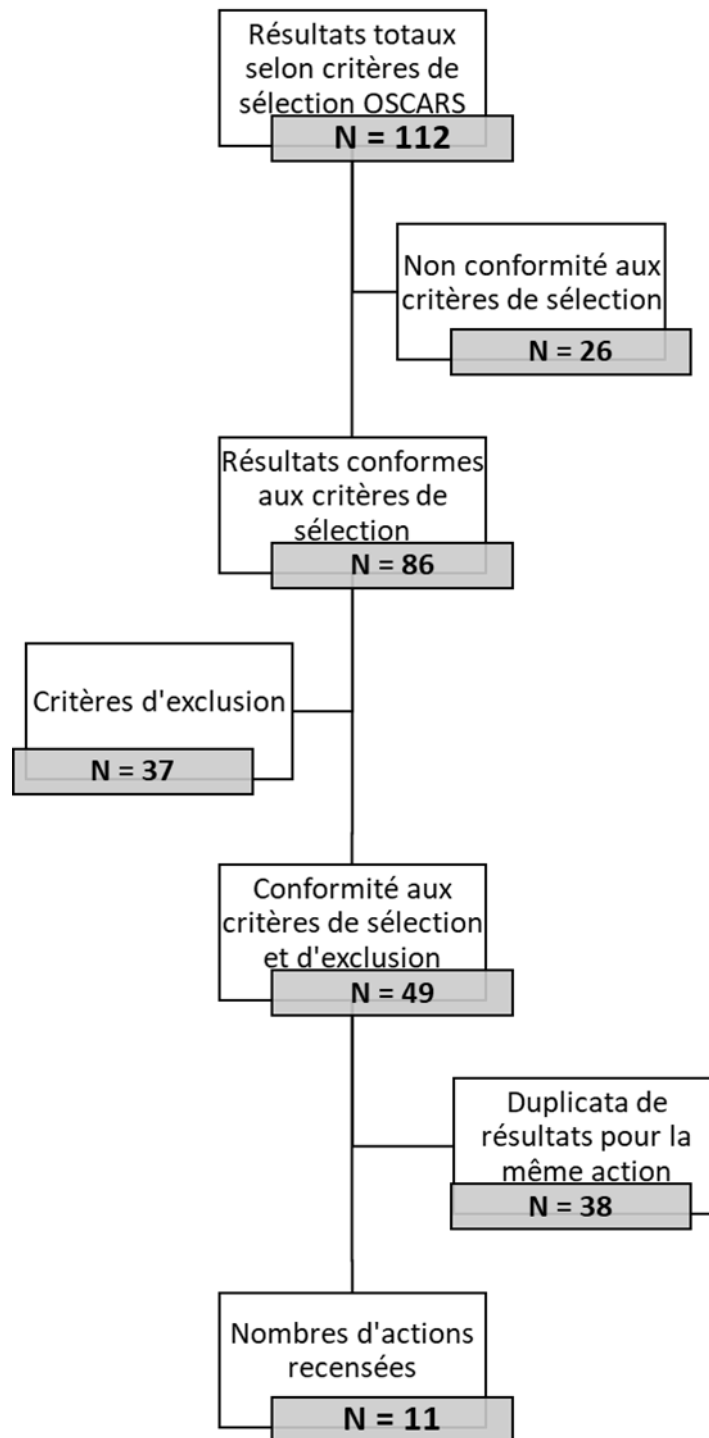 Résultats totaux
selon critères de
sélection OSCARS
N = 112
Non conformité aux
critères de sélection
N = 26
Résultats conformes
aux critères de
sélection
N = 86
Critères d'exclusion
N = 37
Conformité aux
critères de sélection
et d'exclusion
N = 49
Duplicata de
résultats pour la
même action
N = 38
Nombres d'actions
recensées
N = 11